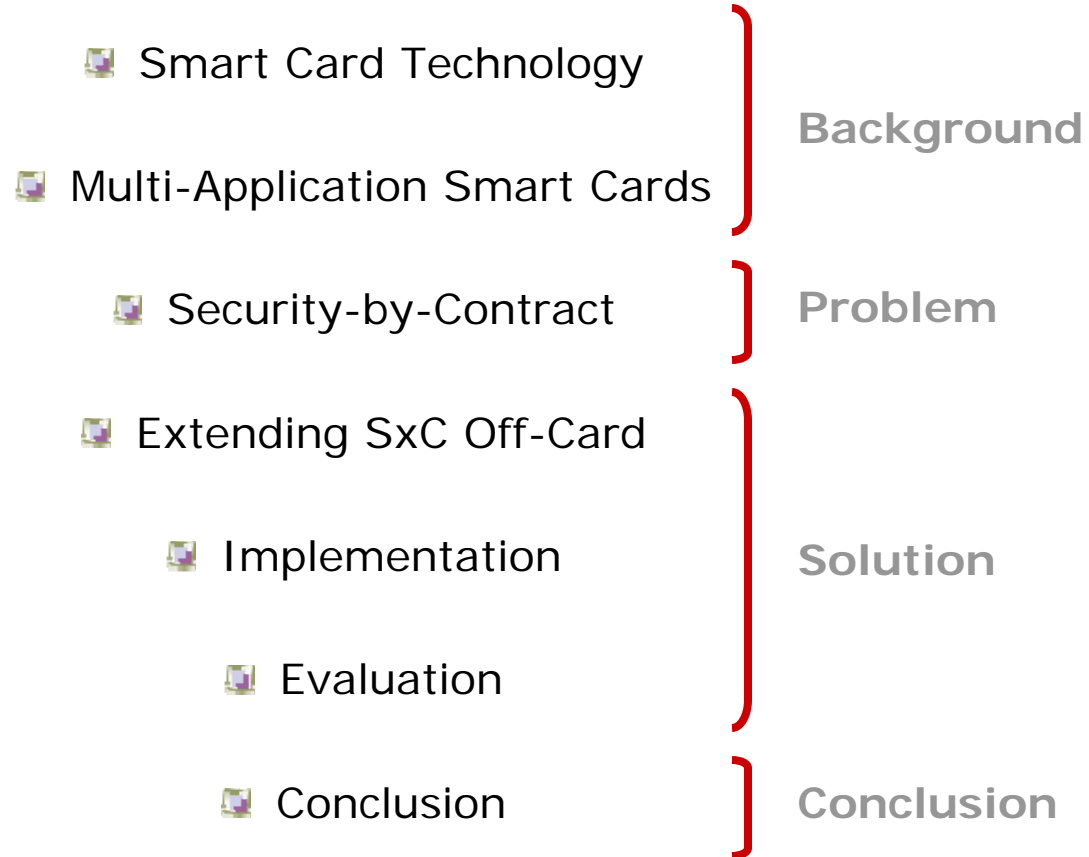 Smart Card Technology
Multi-Application Smart Cards
Background
Security-by-Contract
Problem
Extending SxC Off-Card
Implementation
Evaluation
Solution
Conclusion
Conclusion